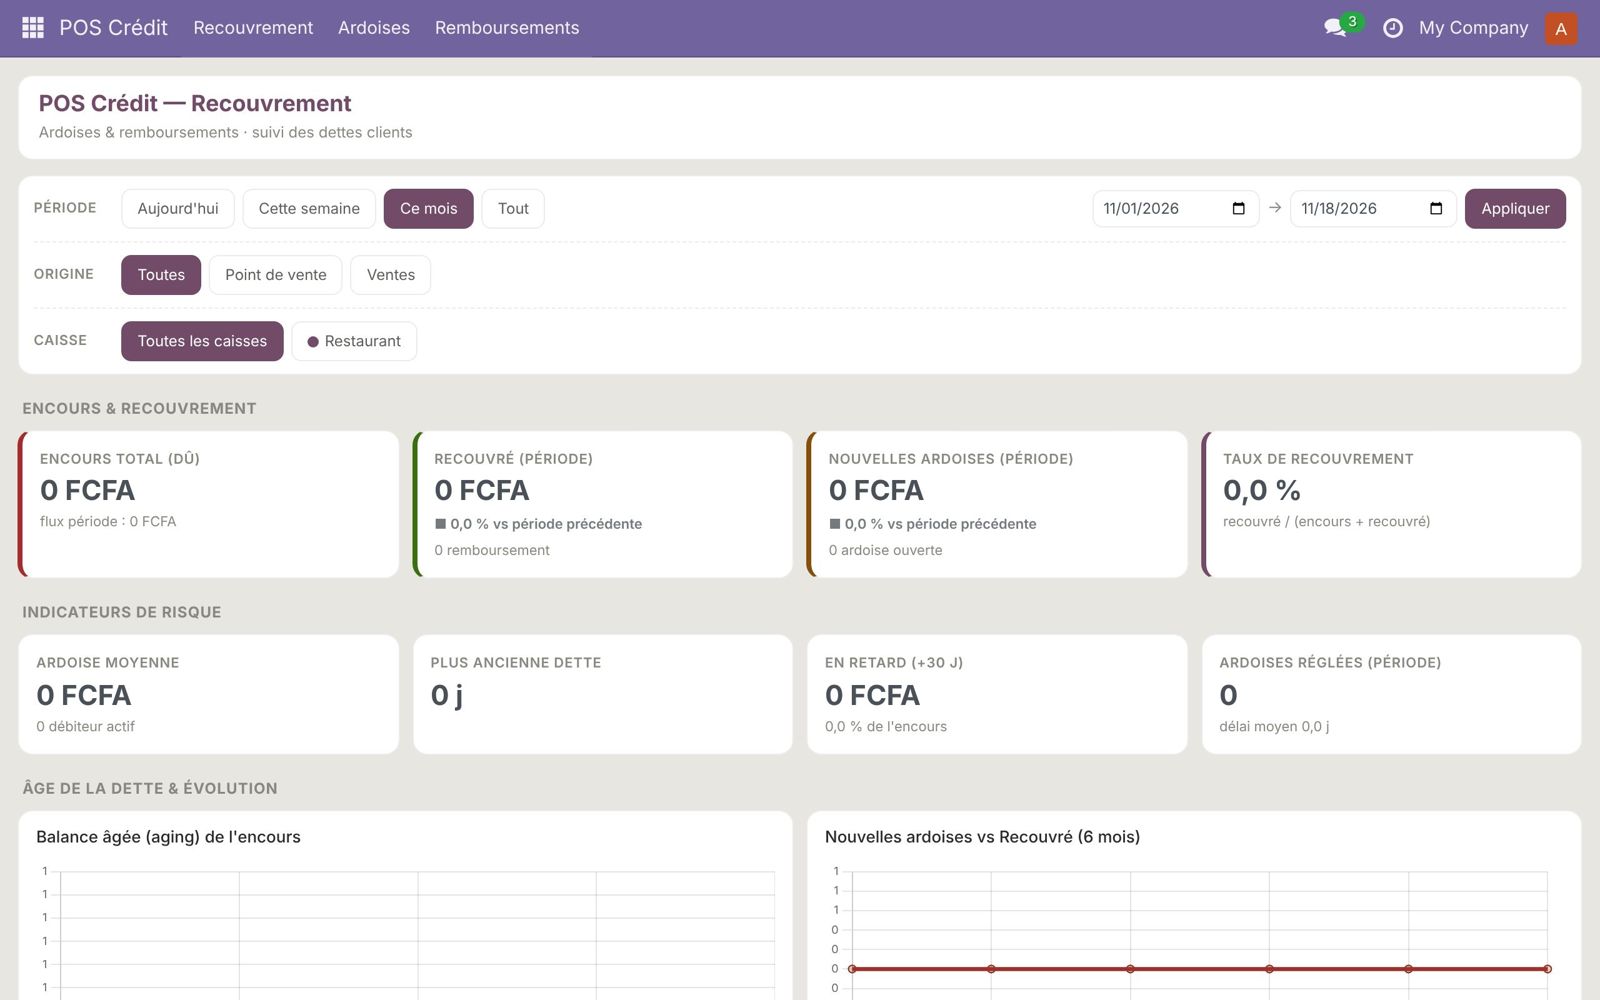 POS Crédit Recouvrement Ardoises Remboursements 3 My Company A
POS Crédit — Recouvrement
Ardoises & remboursements · suivi des dettes clients
PÉRIODE Aujourd'hui Cette semaine Ce mois Tout 11/01/2026 → 11/18/2026 Appliquer
ORIGINE Toutes Point de vente Ventes
CAISSE Toutes les caisses Restaurant
ENCOURS & RECOUVREMENT
ENCOURS TOTAL (DÛ)
0 FCFA
flux période : 0 FCFA
RECOUVRÉ (PÉRIODE)
0 FCFA
■ 0,0 % vs période précédente
0 remboursement
NOUVELLES ARDOISES (PÉRIODE)
0 FCFA
■ 0,0 % vs période précédente
0 ardoise ouverte
TAUX DE RECOUVREMENT
0,0 %
recouvré / (encours + recouvré)
INDICATEURS DE RISQUE
ARDOISE MOYENNE
0 FCFA
0 débiteur actif
PLUS ANCIENNE DETTE
0 j
EN RETARD (+30 J)
0 FCFA
0,0 % de l'encours
ARDOISES RÉGLÉES (PÉRIODE)
0
délai moyen 0,0 j
ÂGE DE LA DETTE & ÉVOLUTION
Balance âgée (aging) de l'encours
1
1
1
1
1
1
Nouvelles ardoises vs Recouvré (6 mois)
1
1
1
0
0
0
0